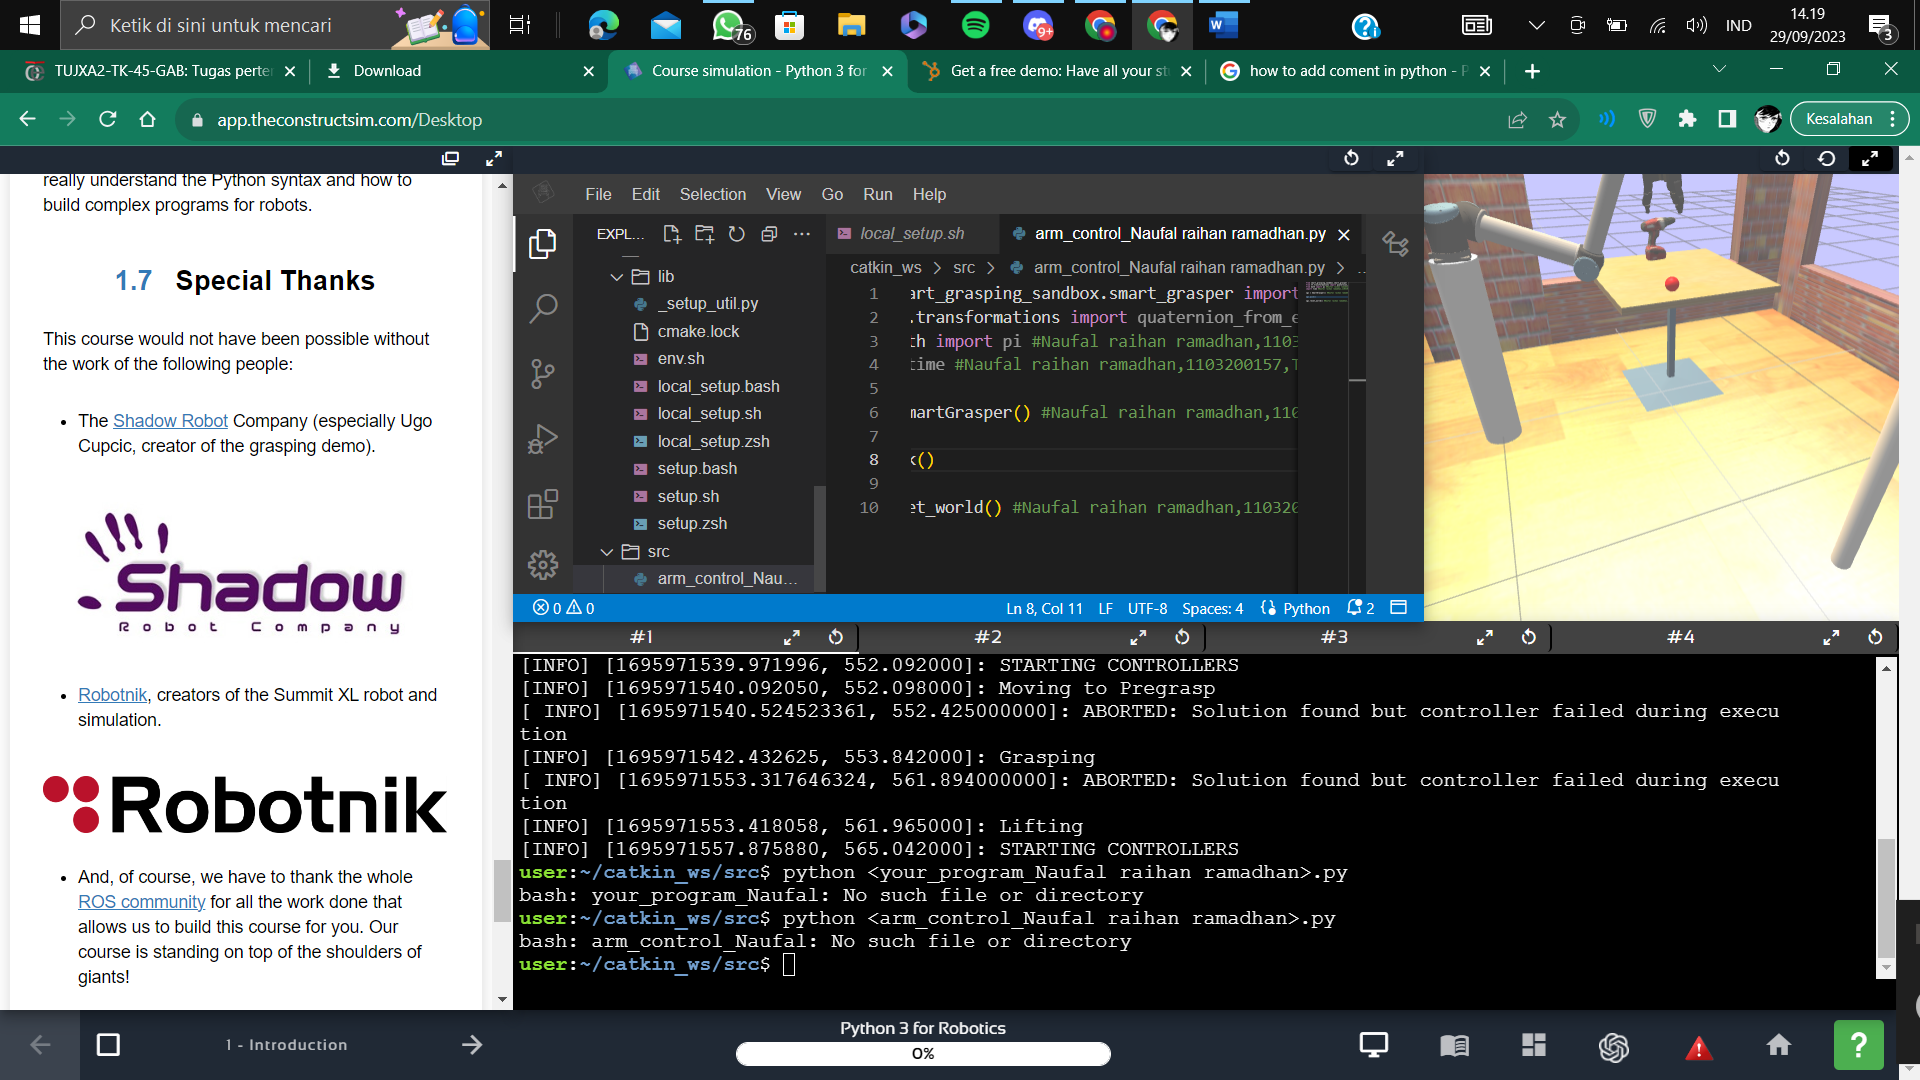 Ketik di sini untuk mencari
76
9+
W
IND
14.19
29/09/2023
3
TUJXA2-TK-45-GAB: Tugas perte
Download
Course simulation - Python 3 for
Get a free demo: Have all your st
how to add coment in python - P
app.theconstructsim.com/Desktop
Kesalahan
really understand the Python syntax and how to
build complex programs for robots.
1.7 Special Thanks
This course would not have been possible without
the work of the following people:
• The Shadow Robot Company (especially Ugo
Cupcic, creator of the grasping demo).
Shadow
Robot Company
• Robotnik, creators of the Summit XL robot and
simulation.
Robotnik
• And, of course, we have to thank the whole
ROS community for all the work done that
allows us to build this course for you. Our
course is standing on top of the shoulders of
giants!
File Edit Selection View Go Run Help
EXPL...
lib
_setup_util.py
cmake.lock
env.sh
local_setup.bash
local_setup.sh
local_setup.zsh
setup.bash
setup.sh
setup.zsh
src
arm_control_Nau...
local_setup.sh
arm_control_Naufal raihan ramadhan.py
catkin_ws > src > arm_control_Naufal raihan ramadhan.py > ..
1 art_grasping_sandbox.smart_grasper import
2 .transformations import quaternion_from_e
3 th import pi #Naufal raihan ramadhan,1103
4 time #Naufal raihan ramadhan,1103200157,T
5
6 martGrasper() #Naufal raihan ramadhan,110
7
8 k()
9
10 et_world() #Naufal raihan ramadhan,110320
0 0
Ln 8, Col 11 LF UTF-8 Spaces: 4 Python 2
#1 #2 #3 #4
[INFO] [1695971539.971996, 552.092000]: STARTING CONTROLLERS
[INFO] [1695971540.092050, 552.098000]: Moving to Pregrasp
[ INFO] [1695971540.524523361, 552.425000000]: ABORTED: Solution found but controller failed during execu
tion
[INFO] [1695971542.432625, 553.842000]: Grasping
[ INFO] [1695971553.317646324, 561.894000000]: ABORTED: Solution found but controller failed during execu
tion
[INFO] [1695971553.418058, 561.965000]: Lifting
[INFO] [1695971557.875880, 565.042000]: STARTING CONTROLLERS
user:~/catkin_ws/src$ python <your_program_Naufal raihan ramadhan>.py
bash: your_program_Naufal: No such file or directory
user:~/catkin_ws/src$ python <arm_control_Naufal raihan ramadhan>.py
bash: arm_control_Naufal: No such file or directory
user:~/catkin_ws/src$
1 - Introduction
Python 3 for Robotics
0%
?